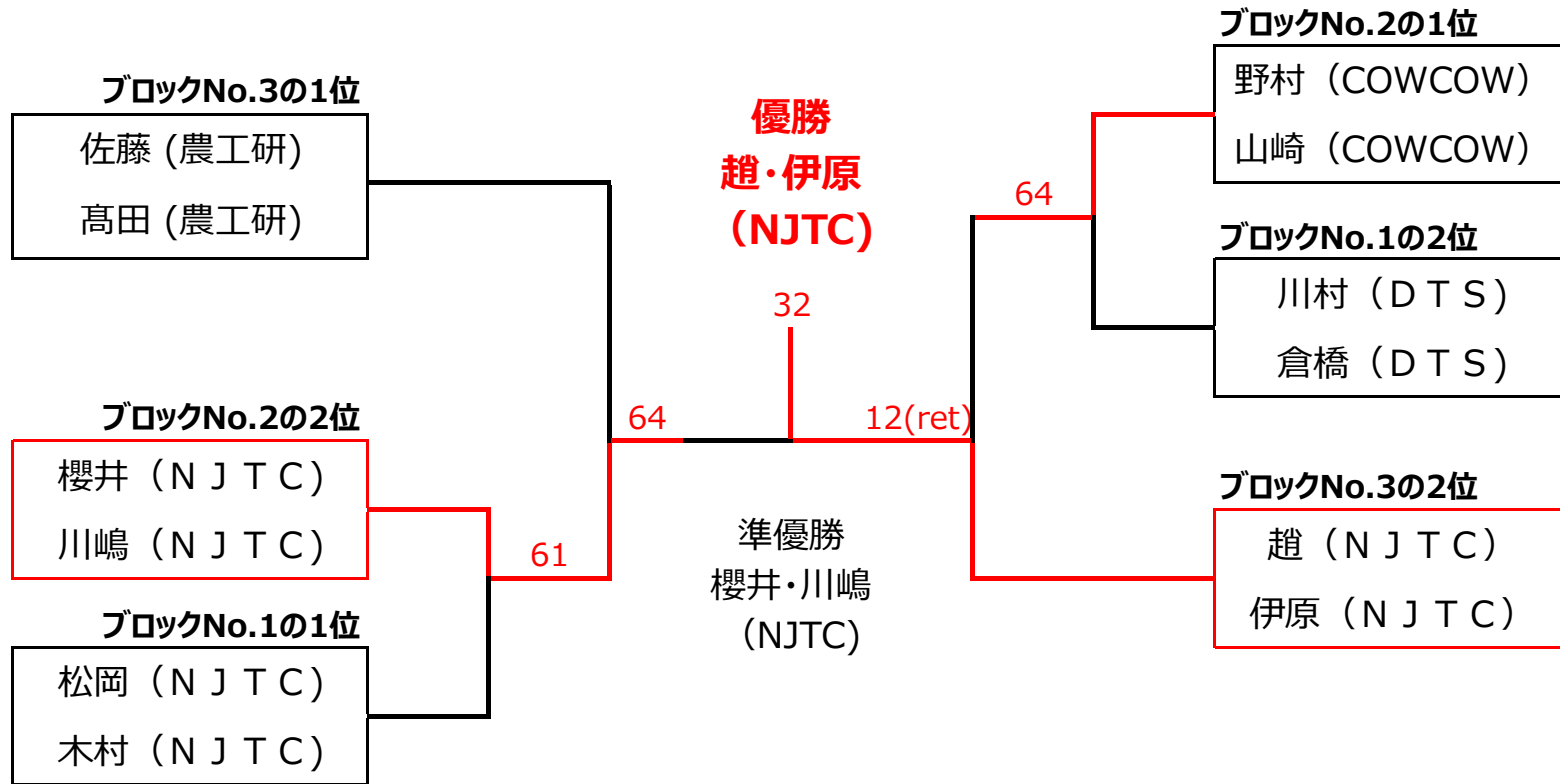 ブロックNo.3の1位
佐藤 (農工研)
髙田 (農工研)
ブロックNo.2の2位
櫻井（ＮＪＴＣ)
川嶋（ＮＪＴＣ)
ブロックNo.1の1位
松岡（ＮＪＴＣ)
木村（ＮＪＴＣ)
61
64
優勝
趙･伊原
（NJTC)
32
12(ret)
準優勝
櫻井･川嶋
（NJTC)
64
ブロックNo.2の1位
野村（COWCOW）
山崎（COWCOW）
ブロックNo.1の2位
川村（ＤＴＳ)
倉橋（ＤＴＳ)
ブロックNo.3の2位
趙（ＮＪＴＣ）
伊原（ＮＪＴＣ）